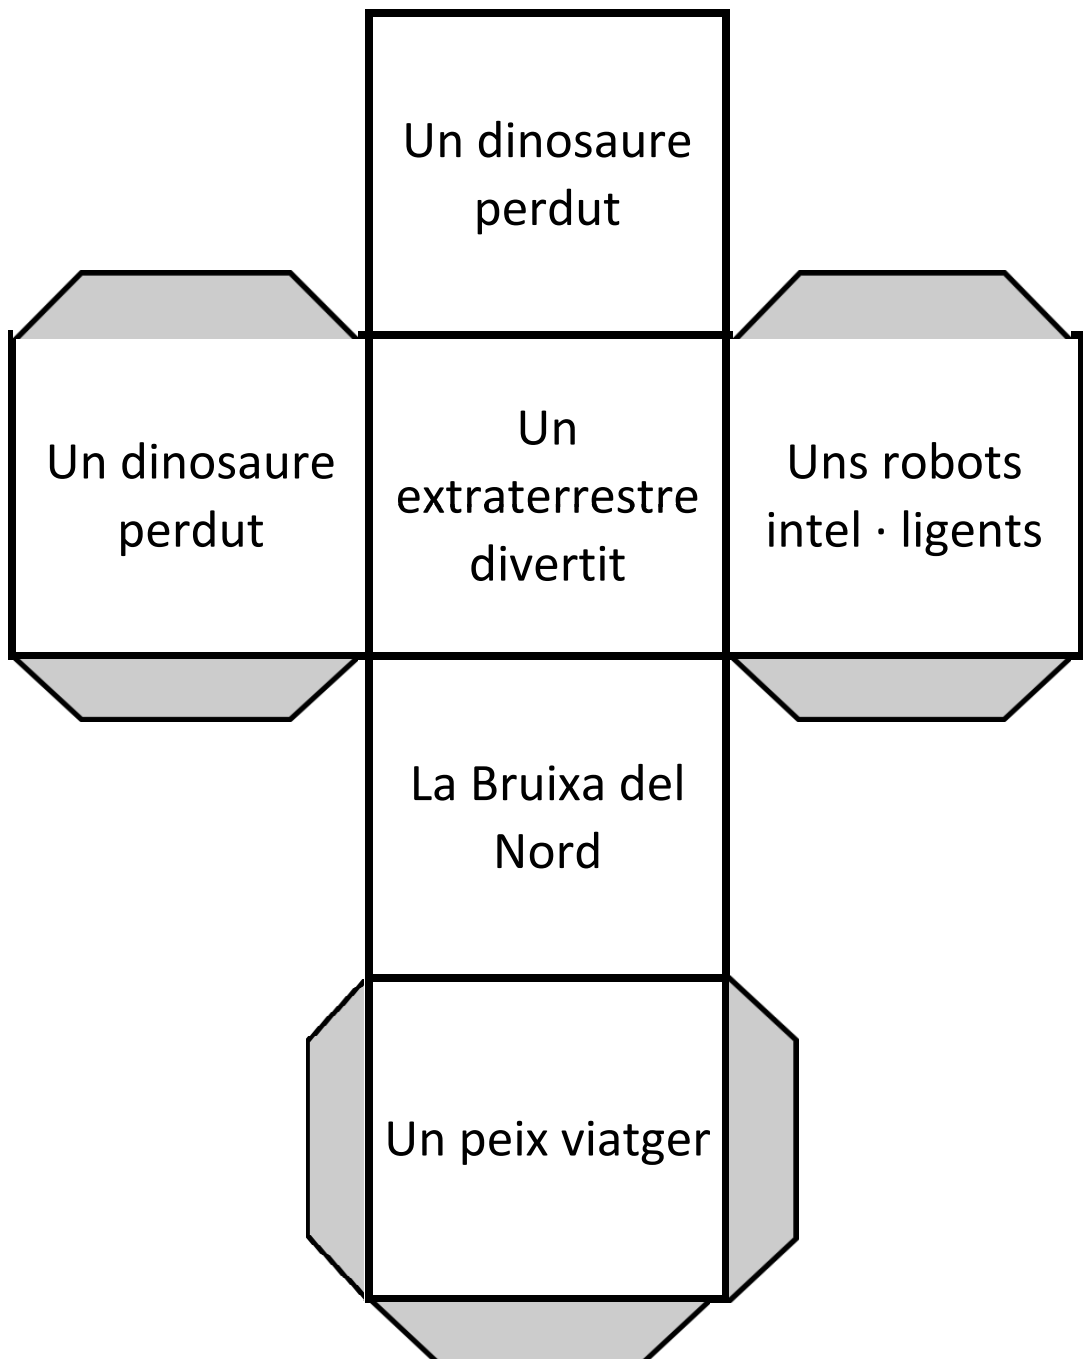 Un dinosaure
perdut
Un dinosaure
perdut
Un
extraterrestre
divertit
Uns robots
intel · ligents
La Bruixa del
Nord
Un peix viatger